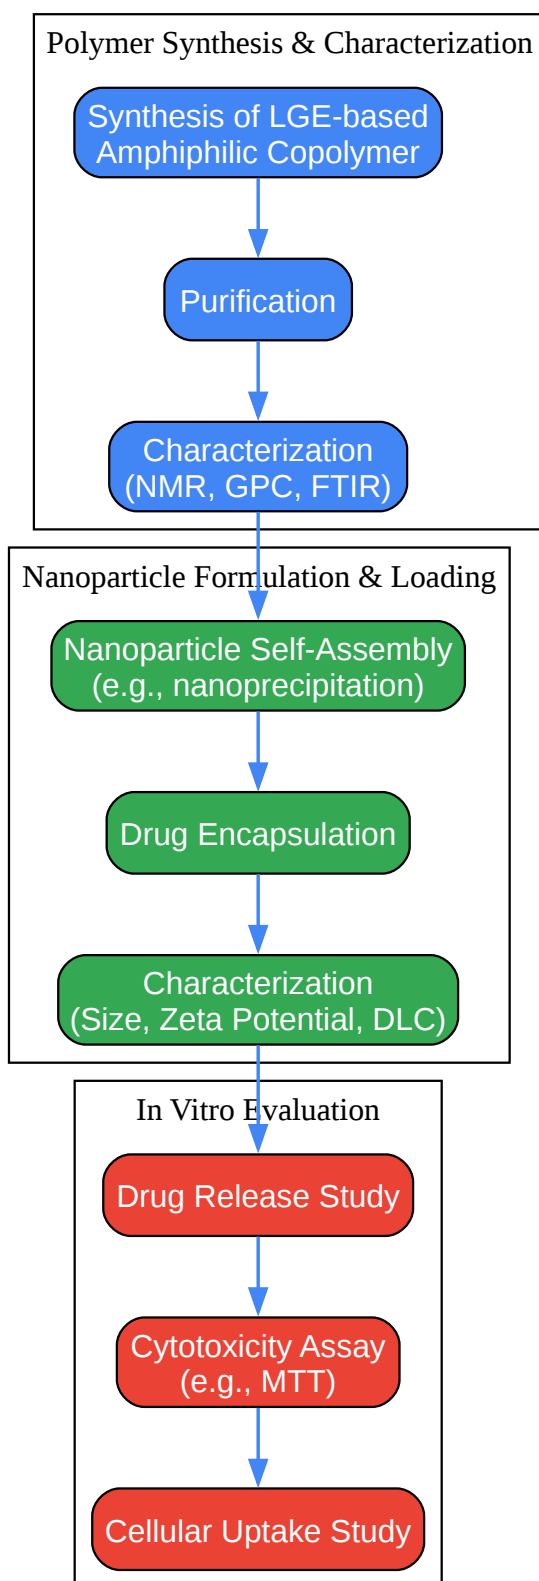 Polymer Synthesis & Characterization
Synthesis of LGE-based
Amphiphilic Copolymer
Purification
Characterization
(NMR, GPC, FTIR)
Nanoparticle Formulation & Loading
Nanoparticle Self-Assembly
(e.g., nanoprecipitation)
Drug Encapsulation
Characterization
(Size, Zeta Potential, DLC)
In Vitro Evaluation
Drug Release Study
Cytotoxicity Assay
(e.g., MTT)
Cellular Uptake Study